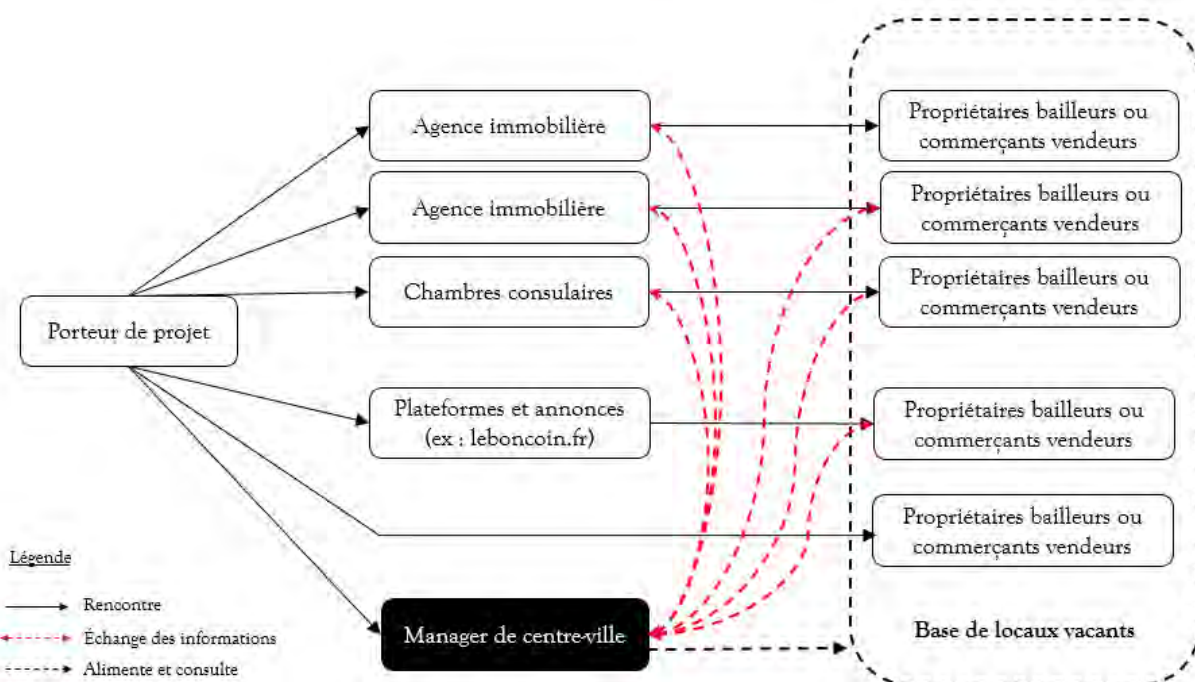 Agence immobilière
Propriétaires bailleurs ou
commerçants vendeurs
Agence immobilière
Propriétaires bailleurs ou
commerçants vendeurs
Chambres consulaires
Propriétaires bailleurs ou
commerçants vendeurs
Porteur de projet
Plateformes et annonces
(ex : leboncoin.fr)
Propriétaires bailleurs ou
commerçants vendeurs
Propriétaires bailleurs ou
commerçants vendeurs
Manager de centre-ville
Base de locaux vacants
Légende
Rencontre
Échange des informations
Alimente et consulte